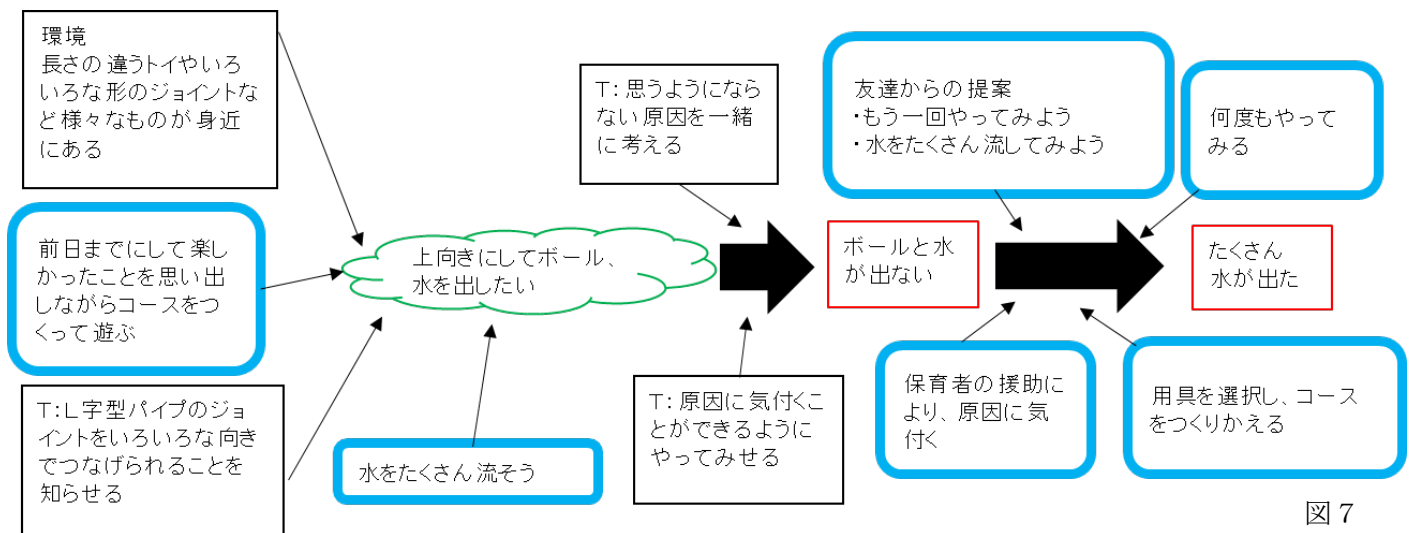 環境
長さの違うトイやいろ
いろな形のジョイントな
ど様々なものが身近
にある
前日までにして楽し
かったことを思い出
しながらコースをつ
くって遊ぶ
T:L字型パイプのジョ
イントをいろいろな向き
でつなげられることを
知らせる
上向きにしてボール、
水を出したい
水をたくさん流そう
T:思うようになら
ない原因を一緒
に考える
T:原因に気付くこ
とができるように
やってみせる
ボールと水
が出ない
友達からの提案
・もう一回やってみよう
・水をたくさん流してみよう
何度もやって
みる
保育者の援助に
より、原因に気
付く
用具を選択し、コース
をつくりかえる
たくさん
水が出た
図7